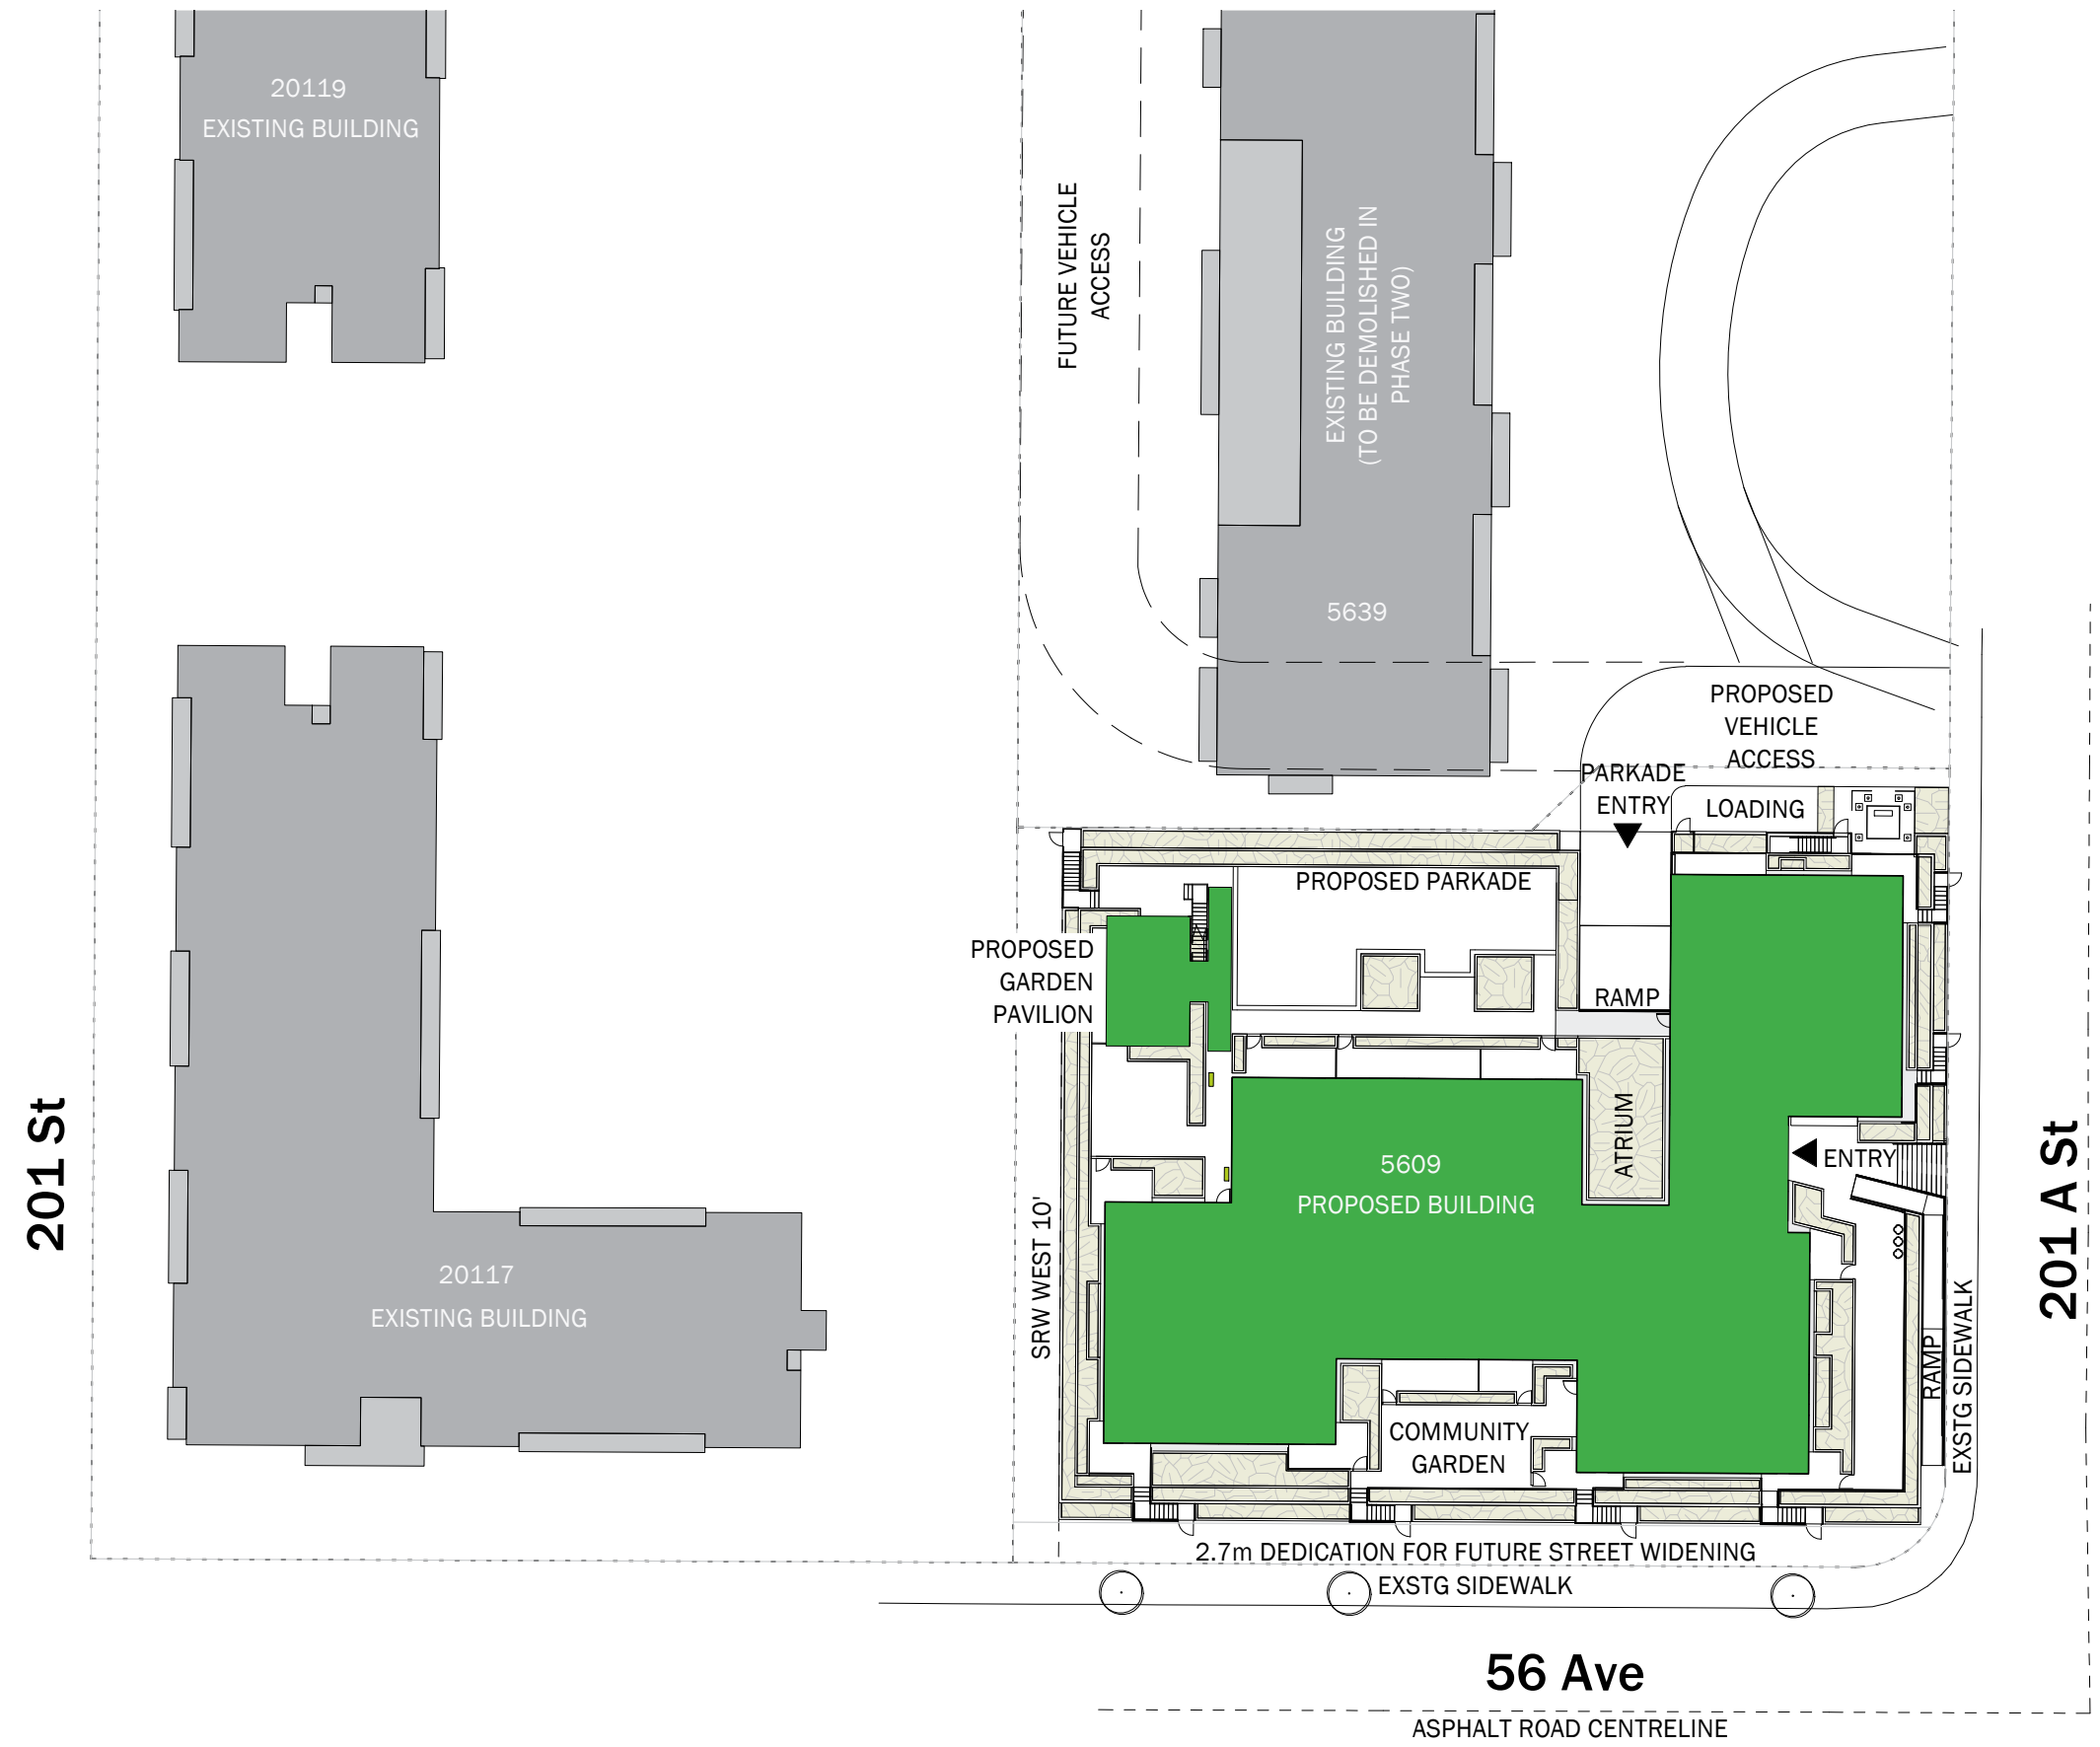 20119
EXISTING BUILDING
FUTURE VEHICLE
ACCESS
EXISTING BUILDING
(TO BE DEMOLISHED IN
PHASE TWO)
5639
PROPOSED
VEHICLE
ACCESS
PARKADE
ENTRY
LOADING
PROPOSED PARKADE
PROPOSED
GARDEN
PAVILION
RAMP
ATRIUM
5609
PROPOSED BUILDING
ENTRY
201 St
201 A St
20117
EXISTING BUILDING
SRW WEST 10'
RAMP
EXSTG SIDEWALK
COMMUNITY
GARDEN
2.7m DEDICATION FOR FUTURE STREET WIDENING
EXSTG SIDEWALK
56 Ave
ASPHALT ROAD CENTRELINE